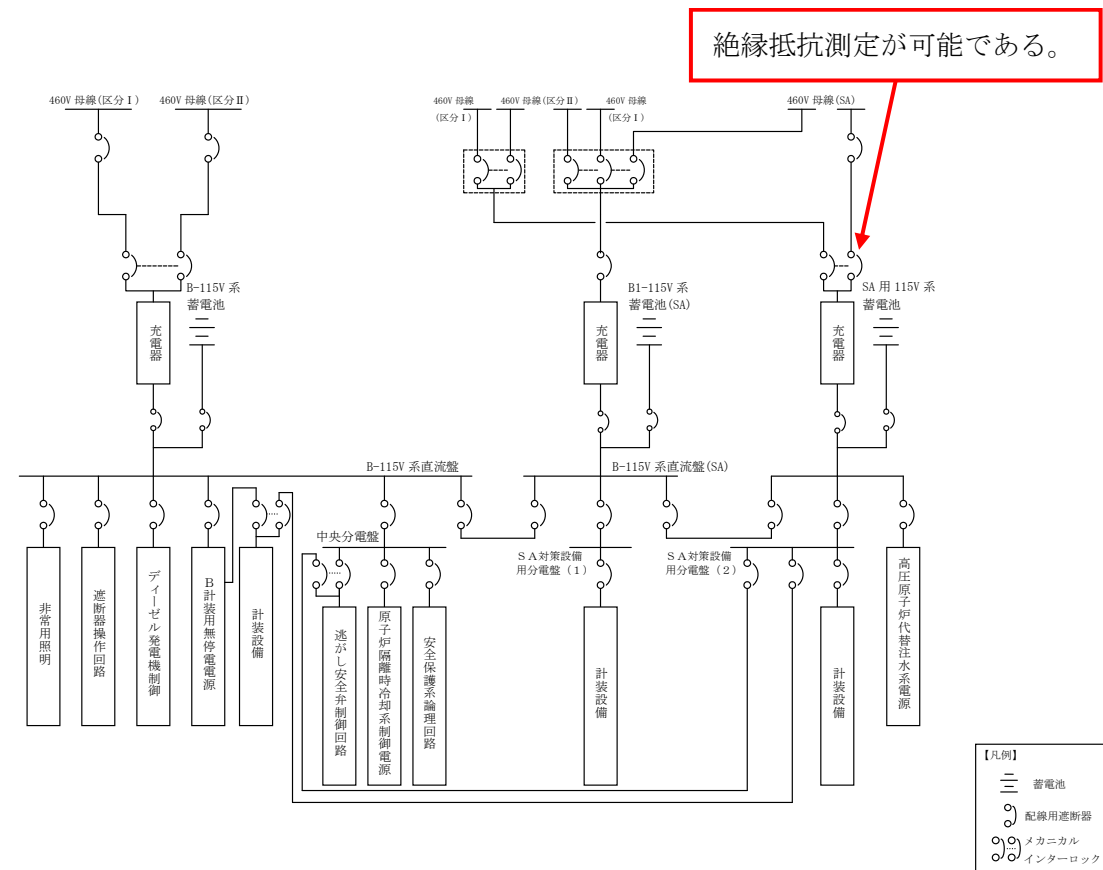 絶縁抵抗測定が可能である。
460V 母線(区分Ⅰ)
460V 母線(区分Ⅱ)
460V 母線
(区分Ⅰ)
460V 母線(区分Ⅱ)
460V 母線
(区分Ⅰ)
460V 母線(SA)
B-115V 系
蓄電池
B1-115V 系
蓄電池(SA)
SA 用 115V 系
蓄電池
充電器
充電器
充電器
B-115V 系直流盤
B-115V 系直流盤(SA)
中央分電盤
SA対策設備
用分電盤(1)
SA対策設備
用分電盤(2)
非常用照明
遮断器操作回路
ディーゼル発電機制御
B計装用無停電電源
計装設備
逃がし安全弁制御回路
原子炉隔離時冷却系制御電源
安全保護系論理回路
計装設備
計装設備
高圧原子炉代替注水系電源
【凡例】
蓄電池
配線用遮断器
メカニカル
インターロック